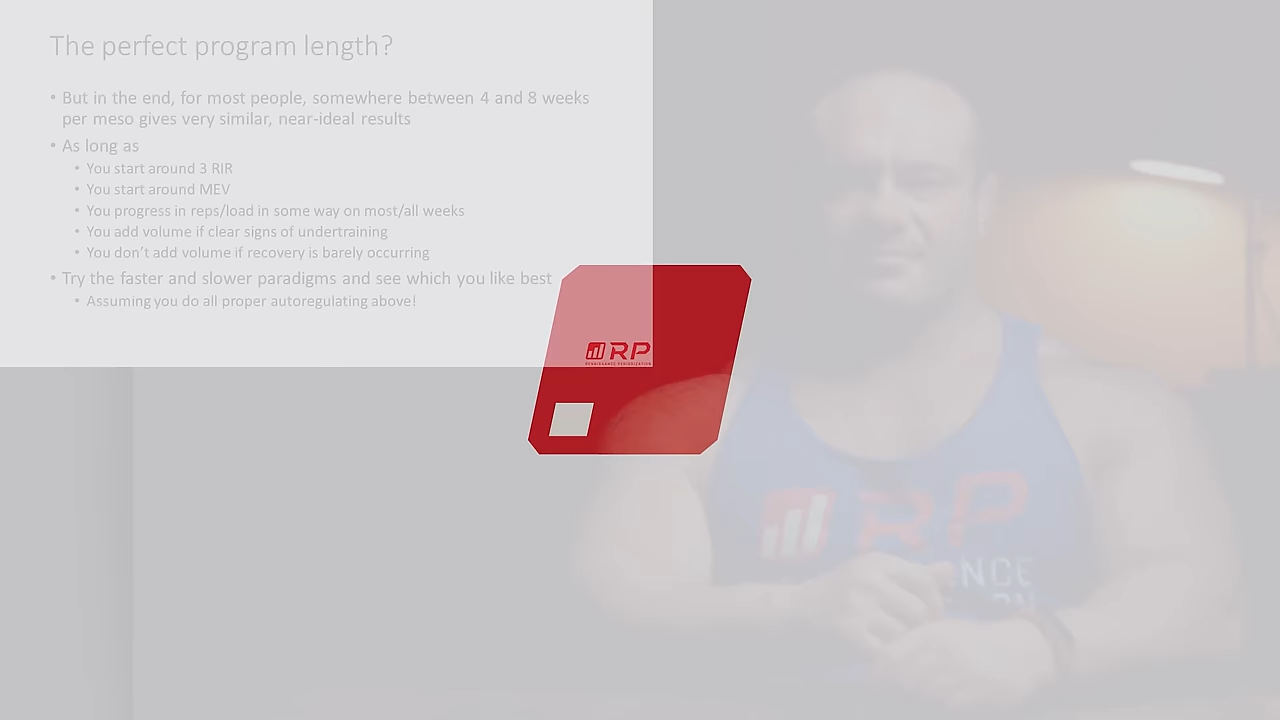 The perfect program length?
• But in the end, for most people, somewhere between 4 and 8 weeks
per meso gives very similar, near-ideal results
• As long as
• You start around 3 RIR
• You start around MEV
• You progress in reps/load in some way on most/all weeks
• You add volume if clear signs of undertraining
• You don't add volume if recovery is barely occurring
• Try the faster and slower paradigms and see which you like best
• Assuming you do all proper autoregulating above!
RP
RENAISSANCE PERIODIZATION
RP
NCE